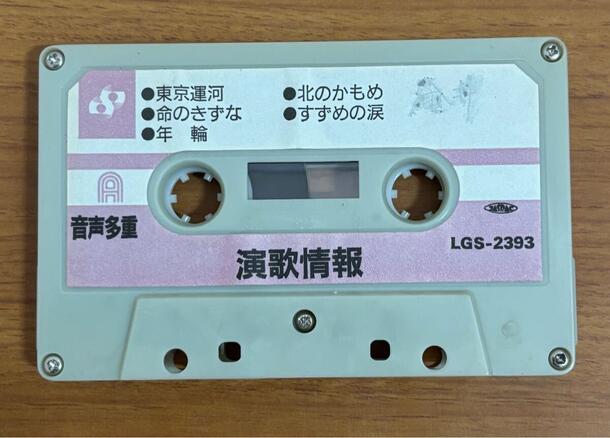 ●東京運河 ●北のかもめ
●命のきずな ●すずめの涙
●年 輪
A
音声多重
LGS-2393
演歌情報